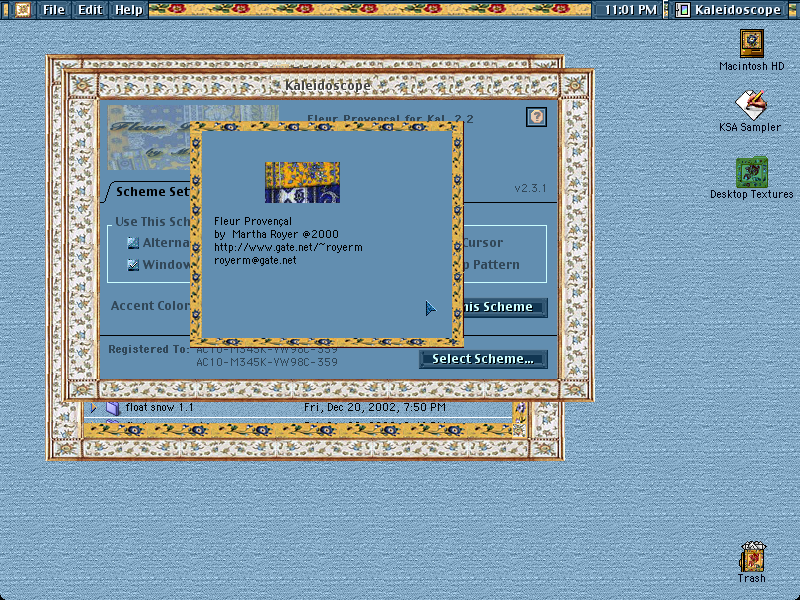 File Edit Help 11:01 PM Kaleidoscope
Macintosh HD
KSA Sampler
Desktop Textures
Trash
Kaleidoscope
Fleur Provençal for Kal. 2.2
Scheme Set
v2.3.1
Use This Sch
Alterna
Cursor
Window
p Pattern
Accent Color
his Scheme
Registered To: AC10-M345K-VW98C-359
AC10-M345K-VW98C-359
Select Scheme...
Fleur Provençal
by Martha Royer @2000
http://www.gate.net/~royerm
royerm@gate.net
float snow 1.1 Fri, Dec 20, 2002, 7:50 PM